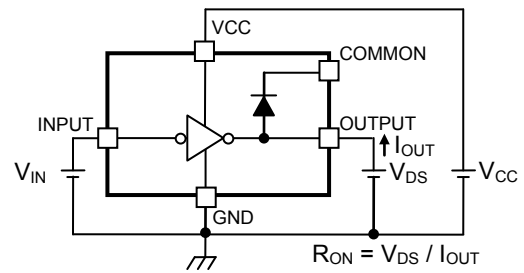 VCC
COMMON
INPUT
OUTPUT
IOUT
VIN
VDS
VCC
GND
RON = VDS / IOUT